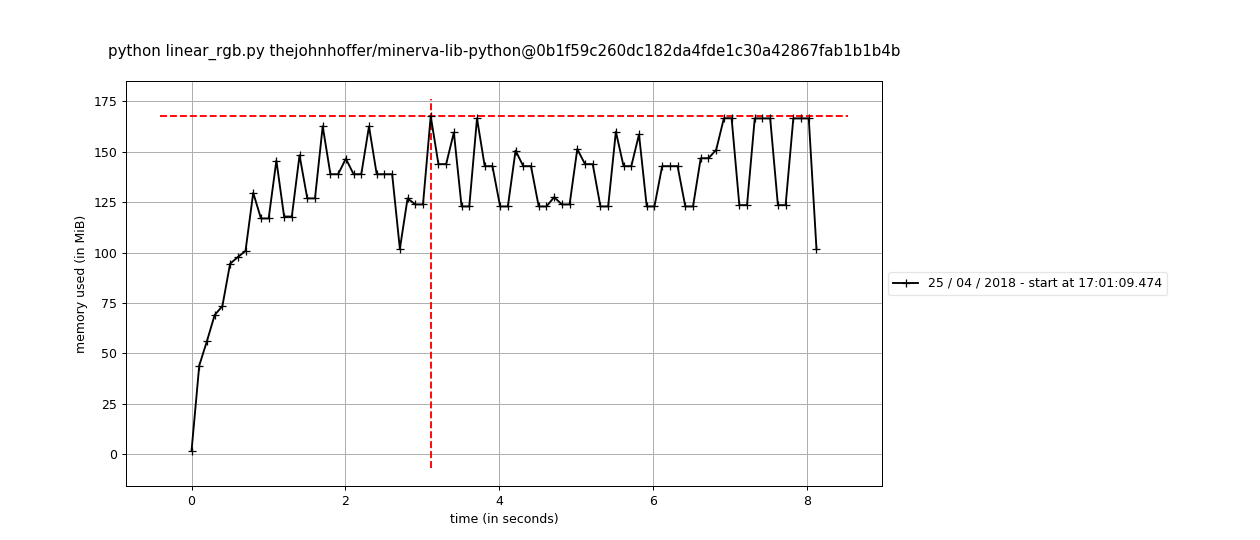 python linear_rgb.py thejohnhoffer/minerva-lib-python@0b1f59c260dc182da4fde1c30a42867fab1b1b4b
175
150
125
100
75
50
25
0
memory used (in MiB)
0 2 4 6 8
time (in seconds)
25 / 04 / 2018 - start at 17:01:09.474